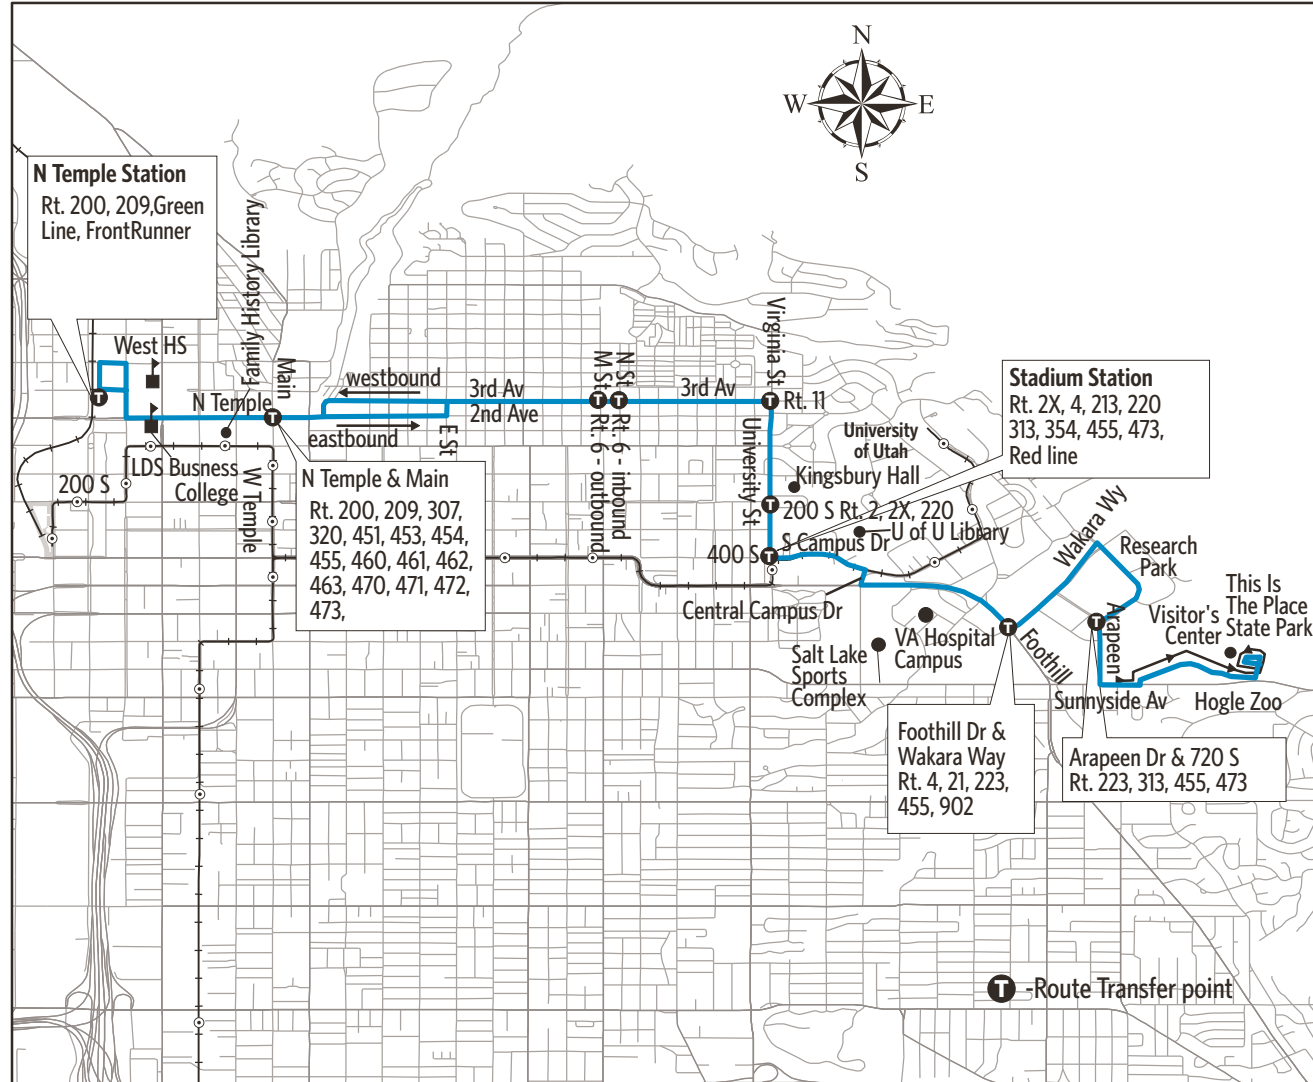 N
W
E
S
N Temple Station
Rt. 200, 209,Green
Line, FrontRunner
Family History Library
West HS
Main
N Temple
LDS Busness
College
200 S
W Temple
westbound
eastbound
3rd Av
2nd Ave
E St
M St
N St
3rd Av
Rt. 6 - outbound
Rt. 6 - inbound
Virginia St
Rt. 11
University St
N Temple & Main
Rt. 200, 209, 307,
320, 451, 453, 454,
455, 460, 461, 462,
463, 470, 471, 472,
473,
Stadium Station
Rt. 2X, 4, 213, 220
313, 354, 455, 473,
Red line
University
of Utah
Kingsbury Hall
200 S Rt. 2, 2X, 220
U of U Library
400 S
S Campus Dr
Central Campus Dr
Wakara Wy
Research
Park
This Is
The Place
State Park
Visitor's
Center
Arapeen
Foothill
VA Hospital
Campus
Salt Lake
Sports
Complex
Sunnyside Av
Hogle Zoo
Foothill Dr &
Wakara Way
Rt. 4, 21, 223,
455, 902
Arapeen Dr & 720 S
Rt. 223, 313, 455, 473
T -Route Transfer point